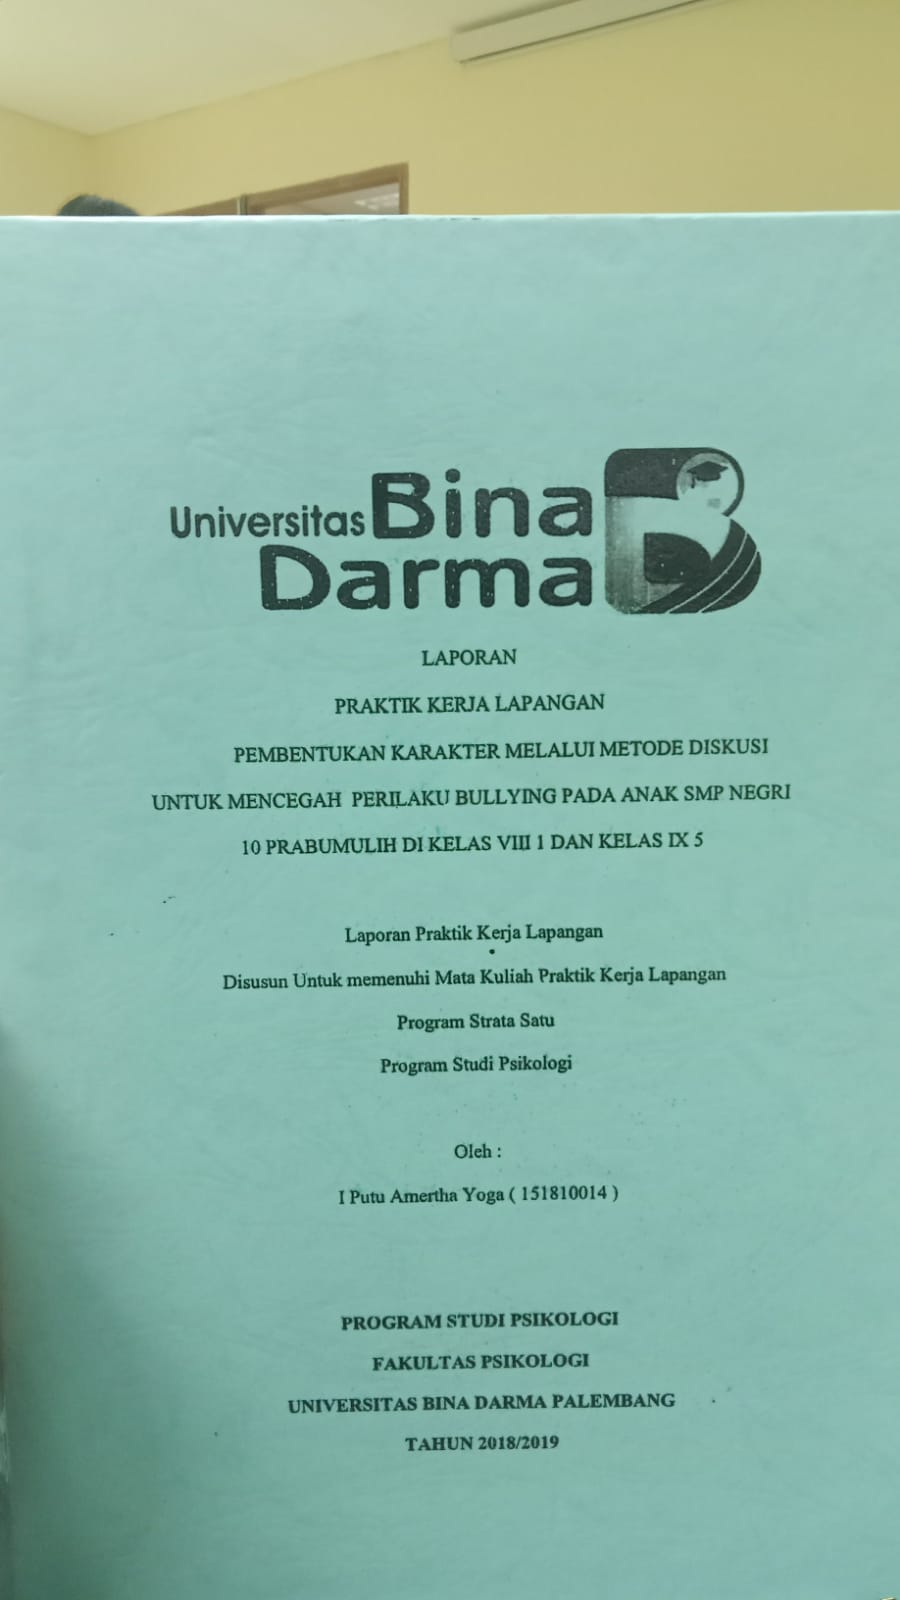 Universitas Bina
Darma
LAPORAN
PRAKTIK KERJA LAPANGAN
PEMBENTUKAN KARAKTER MELALUI METODE DISKUSI
UNTUK MENCEGAH PERILAKU BULLYING PADA ANAK SMP NEGRI
10 PRABUMULIH DI KELAS VIII 1 DAN KELAS IX 5
Laporan Praktik Kerja Lapangan
Disusun Untuk memenuhi Mata Kuliah Praktik Kerja Lapangan
Program Strata Satu
Program Studi Psikologi
Oleh :
I Putu Amertha Yoga ( 151810014 )
PROGRAM STUDI PSIKOLOGI
FAKULTAS PSIKOLOGI
UNIVERSITAS BINA DARMA PALEMBANG
TAHUN 2018/2019